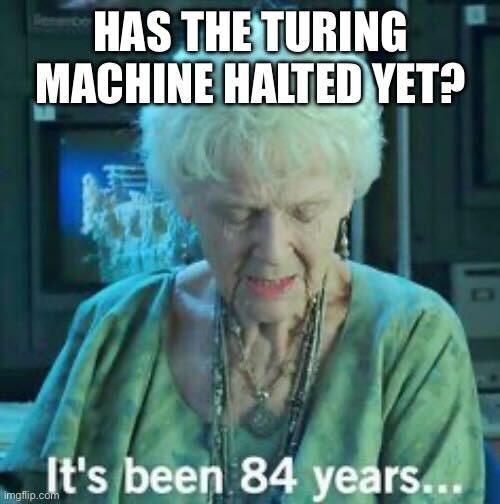 HAS THE TURING
MACHINE HALTED YET?
It's been 84 years...
imgflip.com